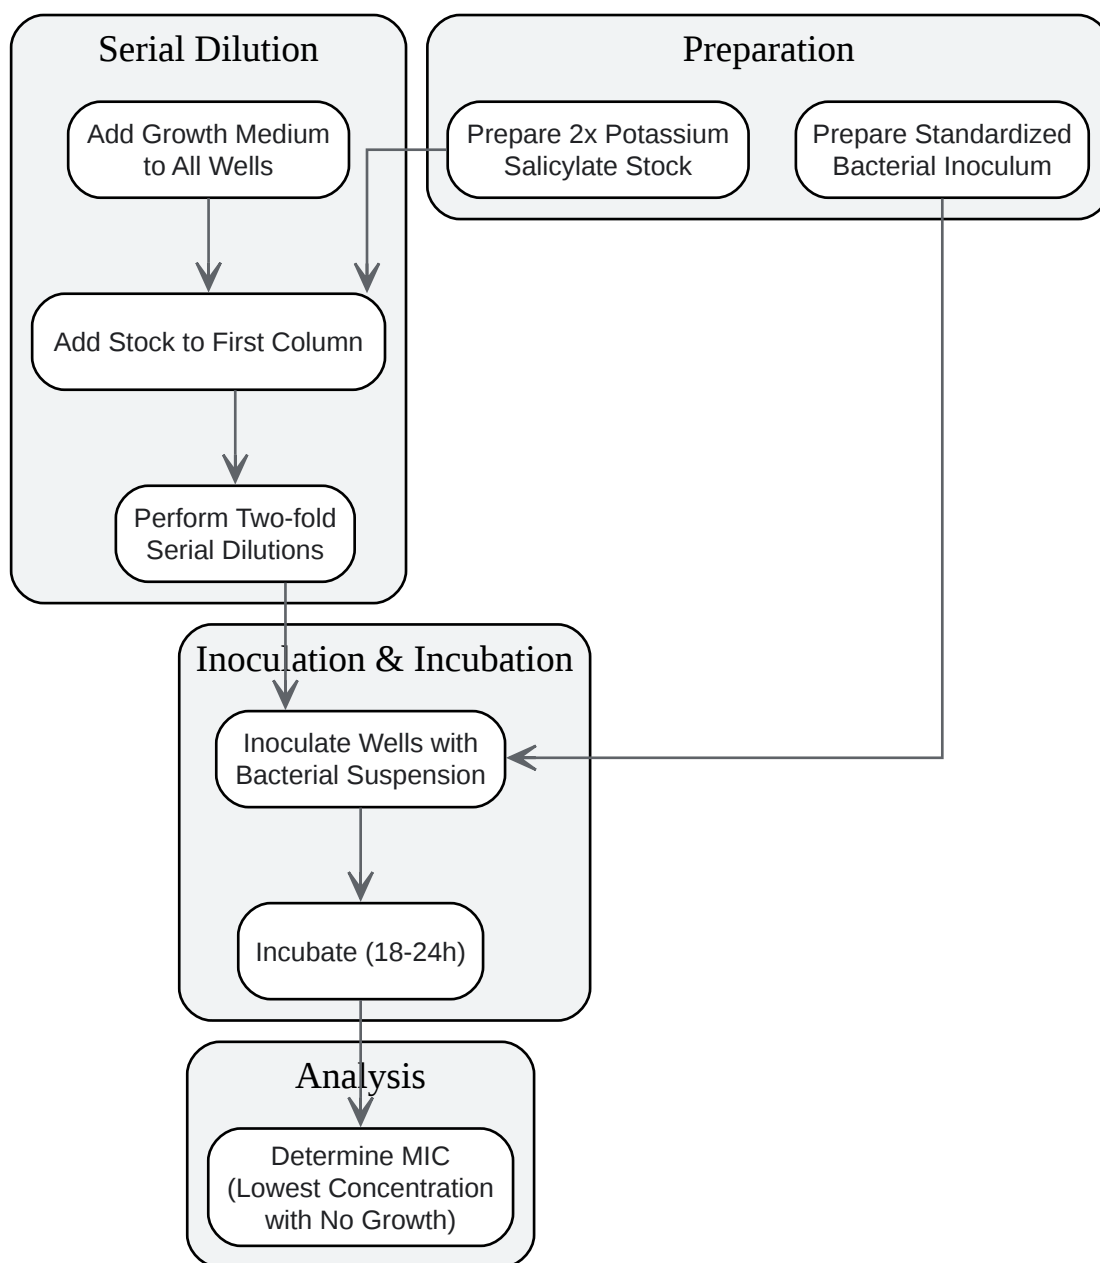 Serial Dilution
Add Growth Medium
to All Wells
Add Stock to First Column
Perform Two-fold
Serial Dilutions
Preparation
Prepare 2x Potassium
Salicylate Stock
Prepare Standardized
Bacterial Inoculum
Inoculation & Incubation
Inoculate Wells with
Bacterial Suspension
Incubate (18-24h)
Analysis
Determine MIC
(Lowest Concentration
with No Growth)